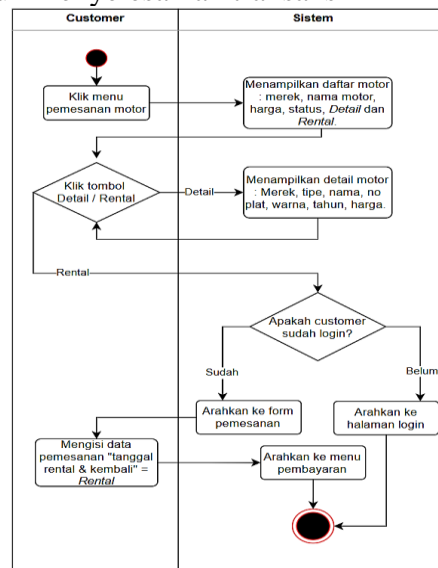 Customer
Sistem
Klik menu
pemesanan motor
Menampilkan daftar motor
: merek, nama motor,
harga, status, Detail dan
Rental.
Klik tombol
Detail / Rental
Detail
Menampilkan detail motor
: Merek, tipe, nama, no
plat, warna, tahun, harga.
Rental
Apakah customer
sudah login?
Sudah
Belum
Arahkan ke form
pemesanan
Arahkan ke
halaman login
Mengisi data
pemesanan "tanggal
rental & kembali" =
Rental
Arahkan ke menu
pembayaran